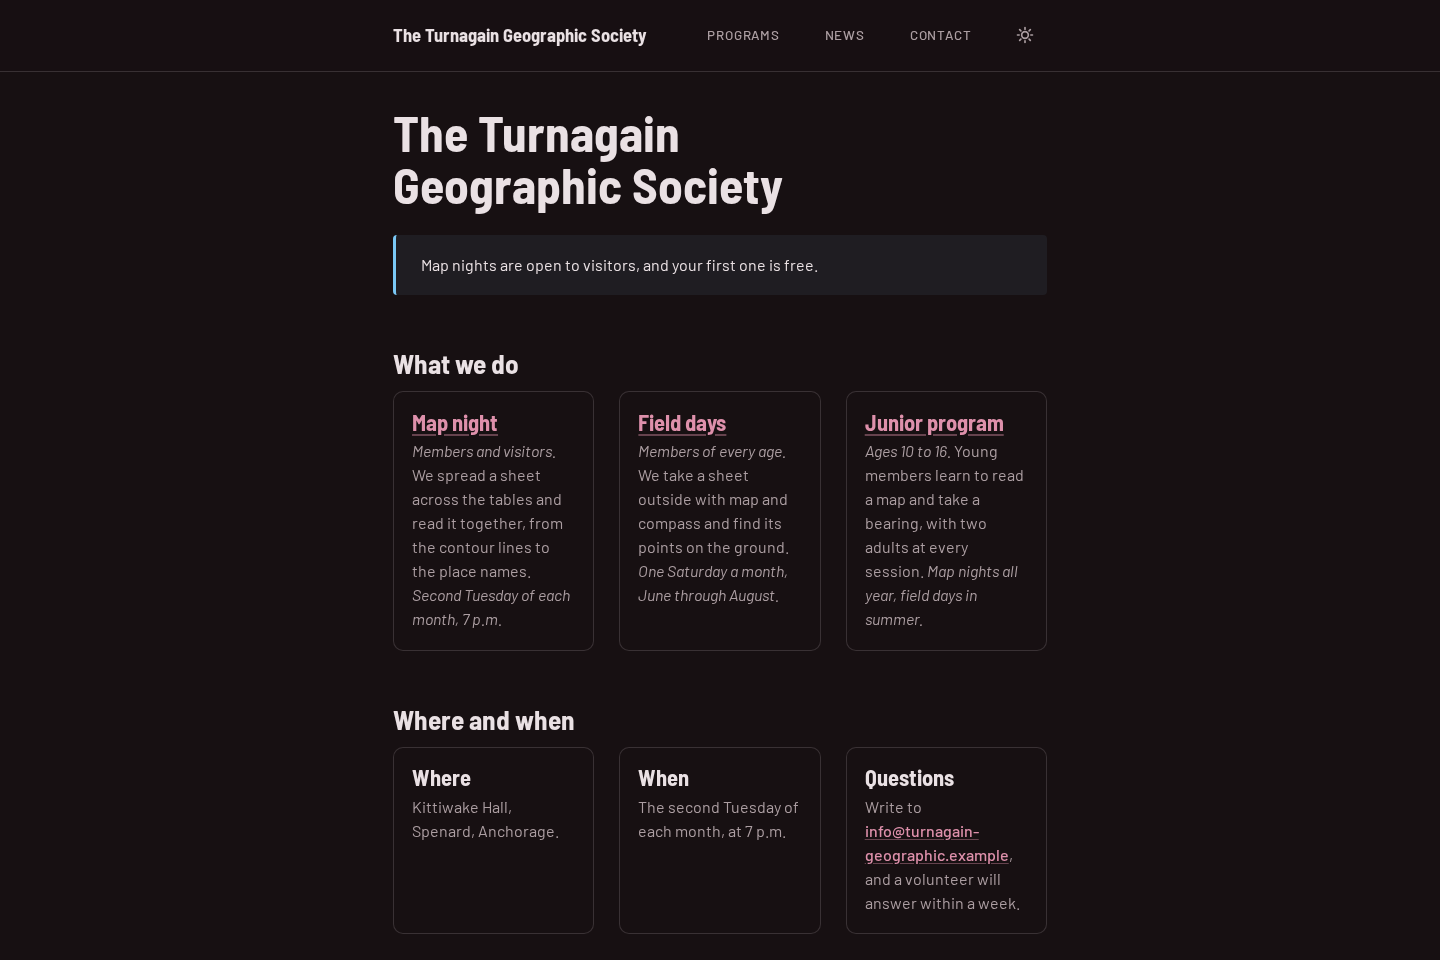 The Turnagain Geographic Society
PROGRAMS
NEWS
CONTACT
The Turnagain
Geographic Society
Map nights are open to visitors, and your first one is free.
What we do
Map night
Members and visitors.
We spread a sheet
across the tables and
read it together, from
the contour lines to
the place names.
Second Tuesday of each
month, 7 p.m.
Field days
Members of every age.
We take a sheet
outside with map and
compass and find its
points on the ground.
One Saturday a month,
June through August.
Junior program
Ages 10 to 16. Young
members learn to read
a map and take a
bearing, with two
adults at every
session. Map nights all
year, field days in
summer.
Where and when
Where
Kittiwake Hall,
Spenard, Anchorage.
When
The second Tuesday of
each month, at 7 p.m.
Questions
Write to
info@turnagain-
geographic.example,
and a volunteer will
answer within a week.